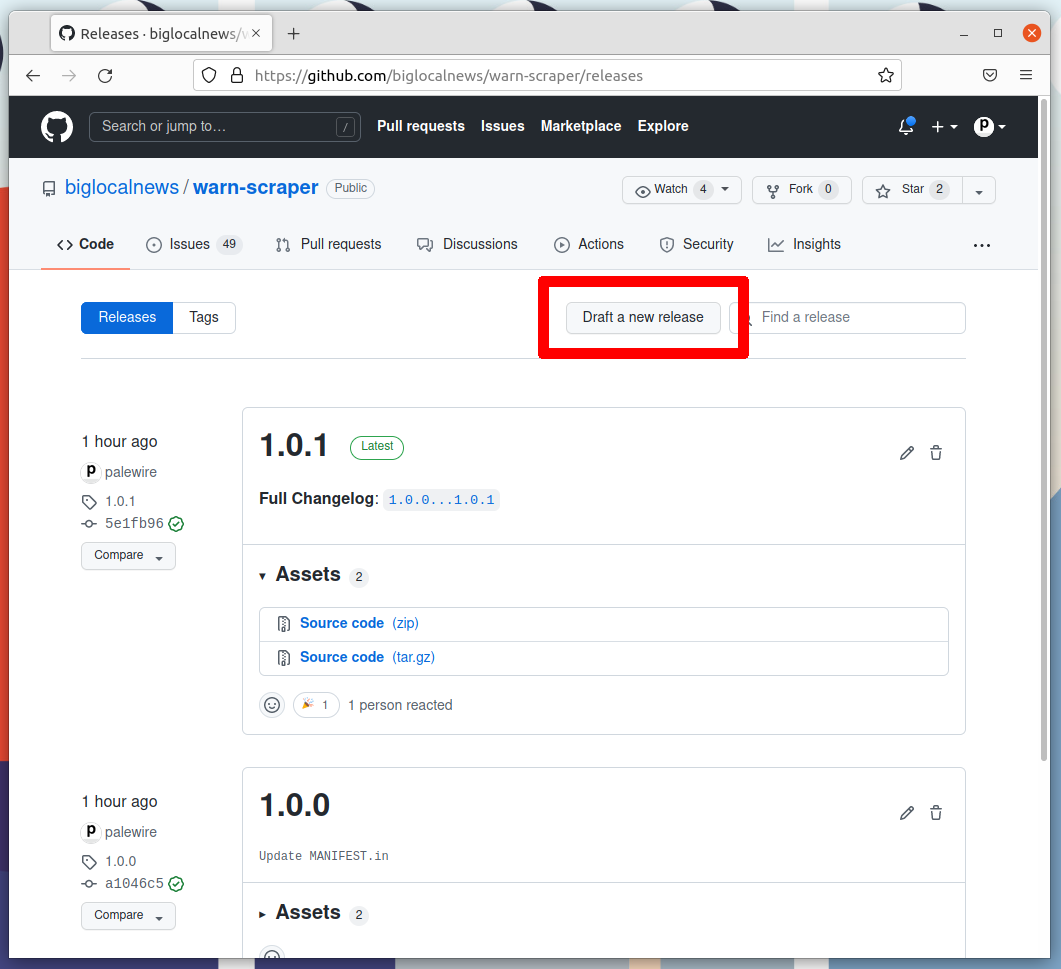 Releases · biglocalnews/w
https://github.com/biglocalnews/warn-scraper/releases
Search or jump to… / Pull requests Issues Marketplace Explore
biglocalnews / warn-scraper Public Watch 4 Fork 0 Star 2
Code Issues 49 Pull requests Discussions Actions Security Insights
Releases Tags Draft a new release Find a release
1 hour ago
p palewire
1.0.1
5e1fb96
Compare
1.0.1 Latest
Full Changelog: 1.0.0...1.0.1
Assets 2
Source code (zip)
Source code (tar.gz)
1 1 person reacted
1 hour ago
p palewire
1.0.0
a1046c5
Compare
1.0.0
Update MANIFEST.in
Assets 2